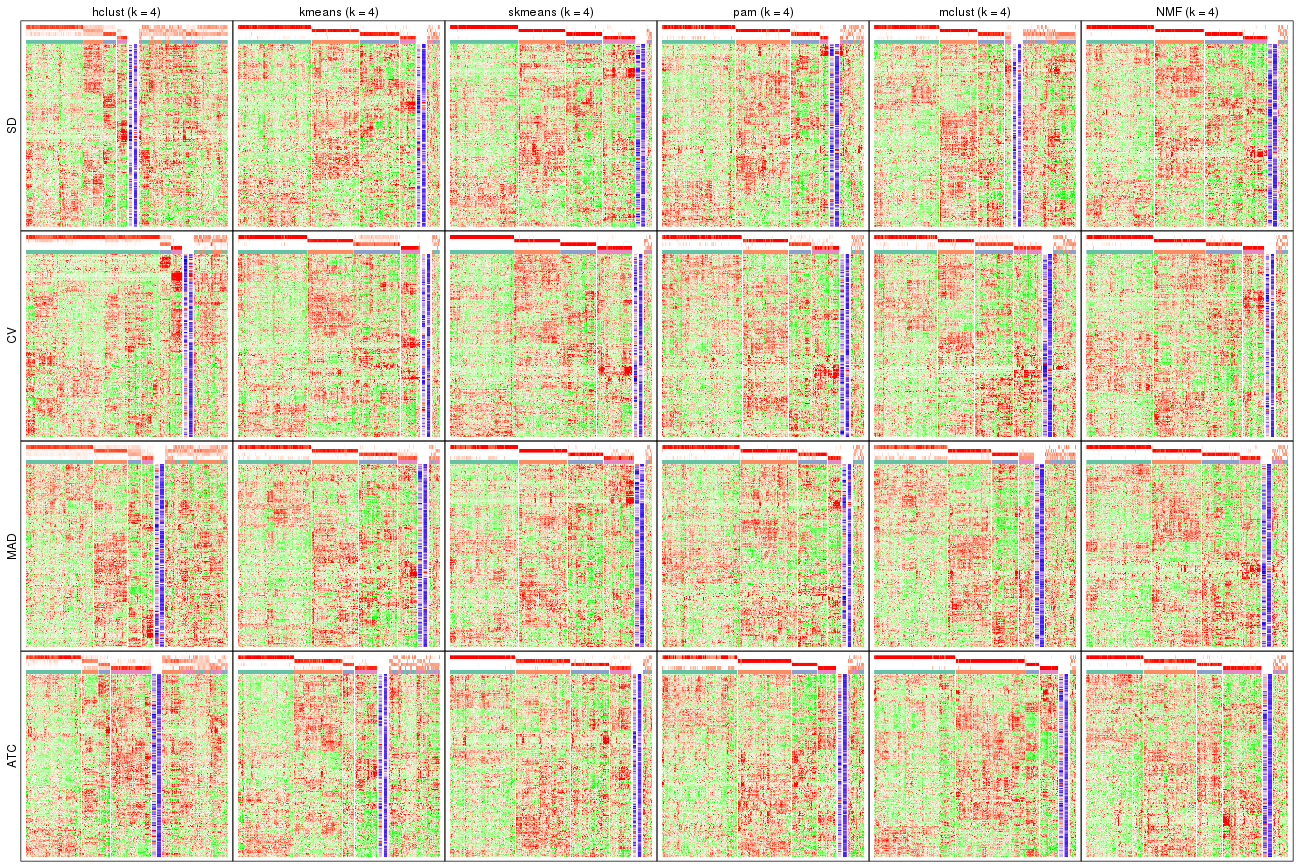 hclust (k = 4) kmeans (k = 4) skmeans (k = 4) pam (k = 4) mclust (k = 4) NMF (k = 4)
SD
CV
MAD
ATC